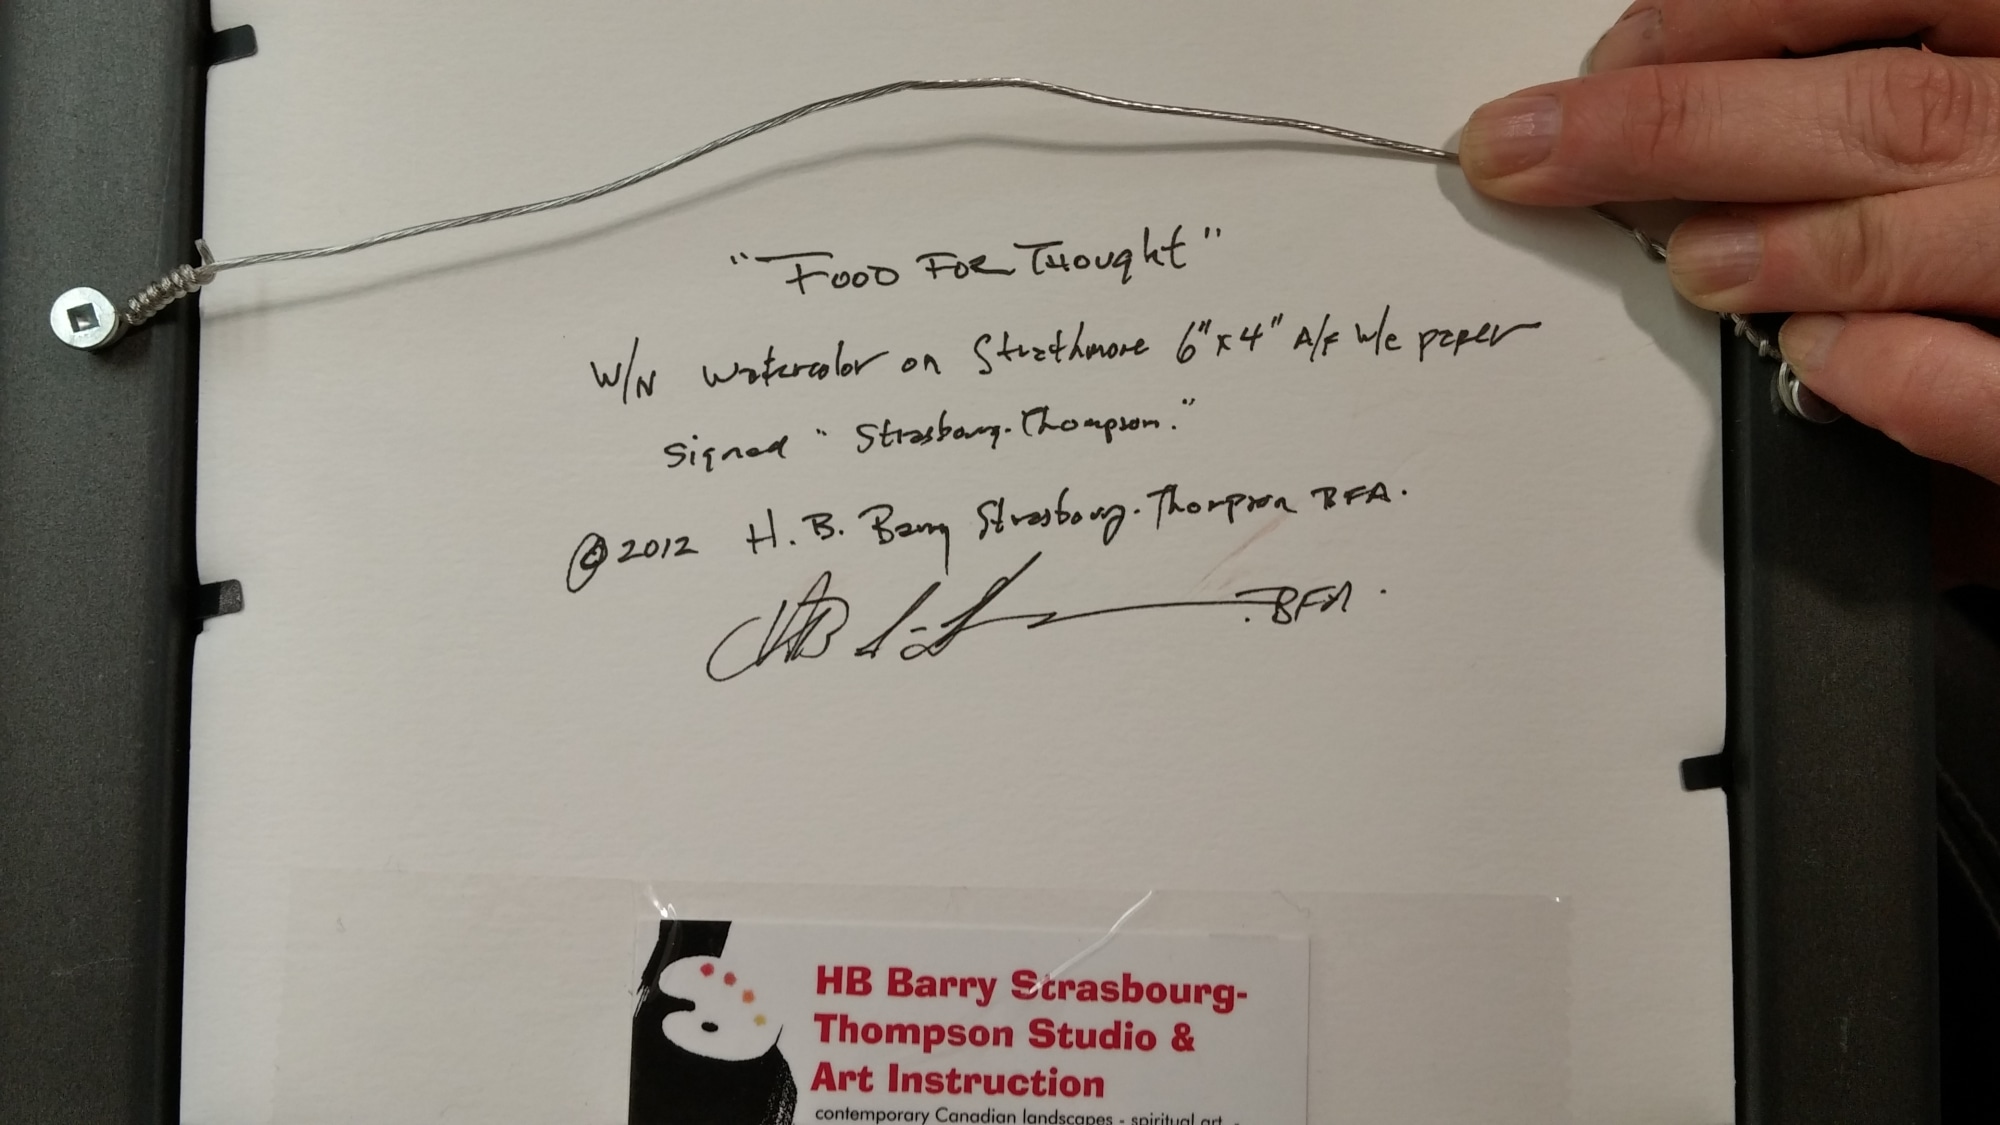 "Food For Thought"
W/N watercolor on Strathmore 6"x4" A/F w/c paper
signed "Strasbourg-Thompson."
©2012 H.B. Barry Strasbourg-Thompson BFA.
BFA.
HB Barry Strasbourg-
Thompson Studio &
Art Instruction
contemporary Canadian landscapes - spiritual art -